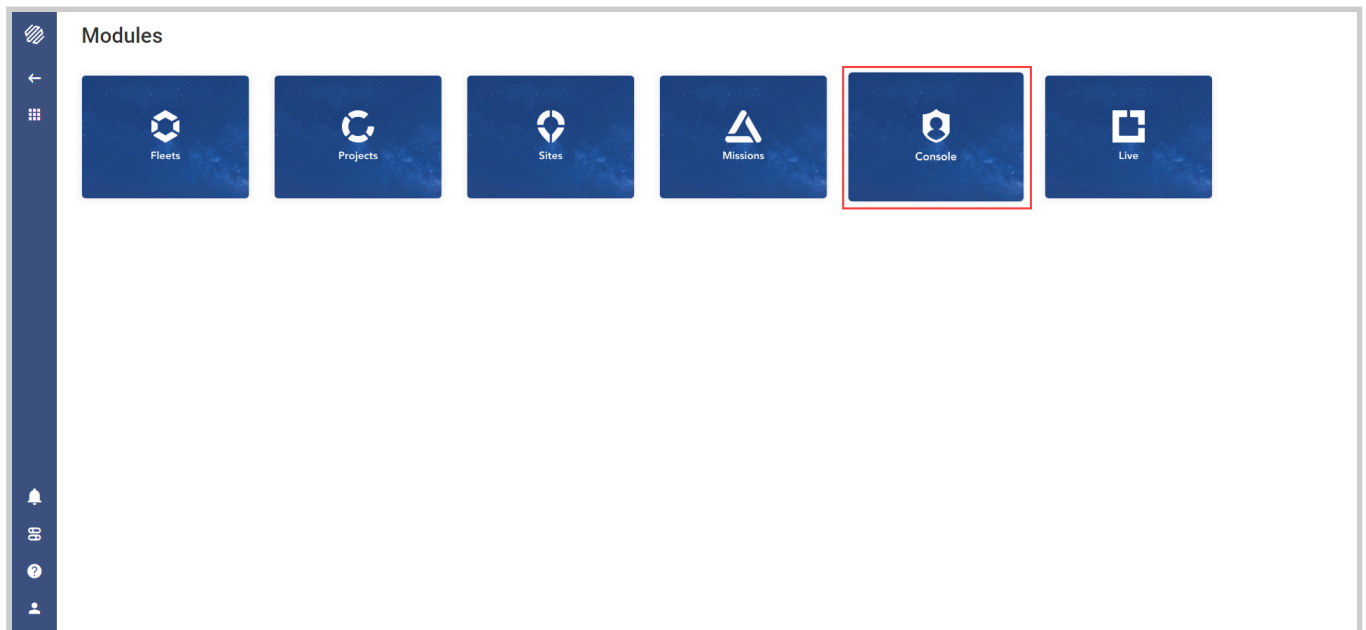 Modules
Fleets
Projects
Sites
Missions
Console
Live